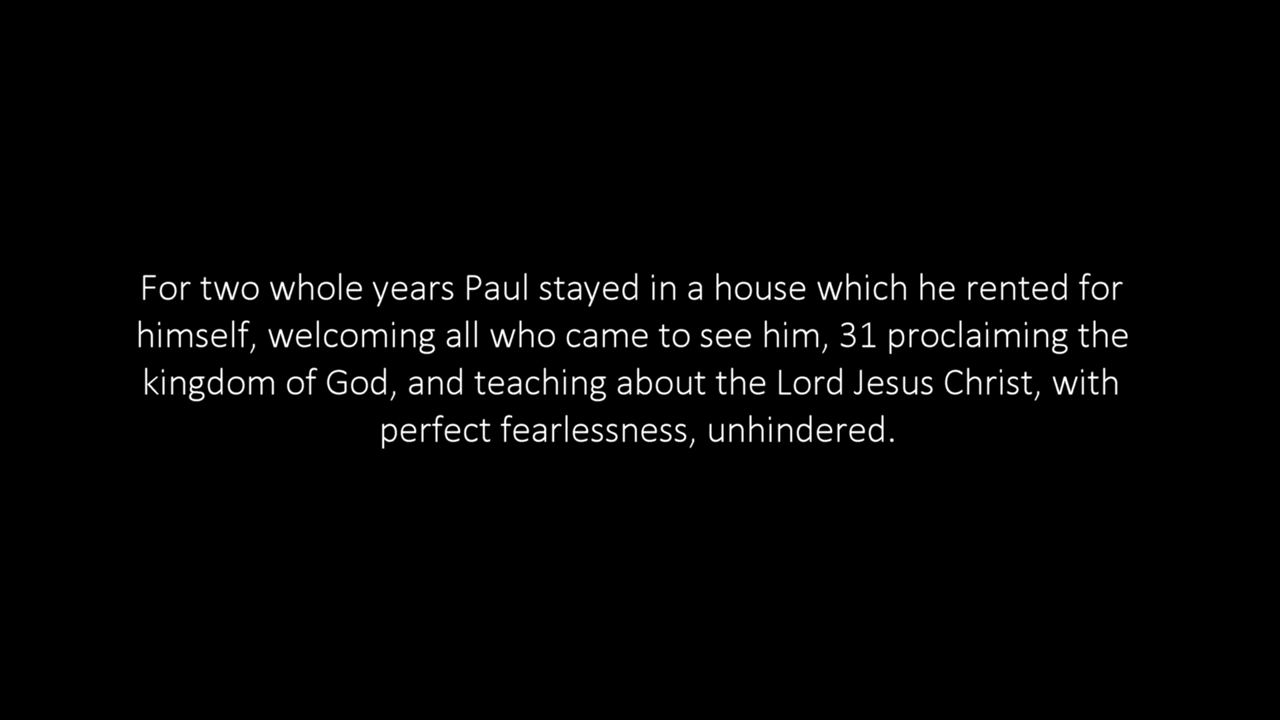 For two whole years Paul stayed in a house which he rented for
himself, welcoming all who came to see him, 31 proclaiming the
kingdom of God, and teaching about the Lord Jesus Christ, with
perfect fearlessness, unhindered.